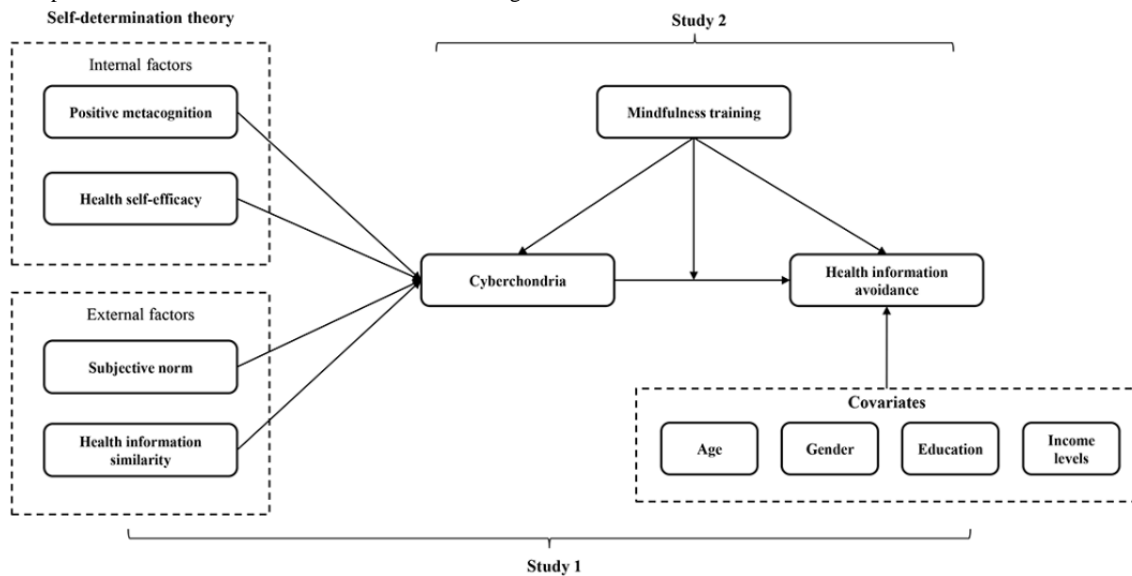 Self-determination theory
Study 2
Internal factors
Positive metacognition
Mindfulness training
Health self-efficacy
Cyberchondria
Health information
avoidance
External factors
Subjective norm
Health information
similarity
Covariates
Age
Gender
Education
Income
levels
Study 1